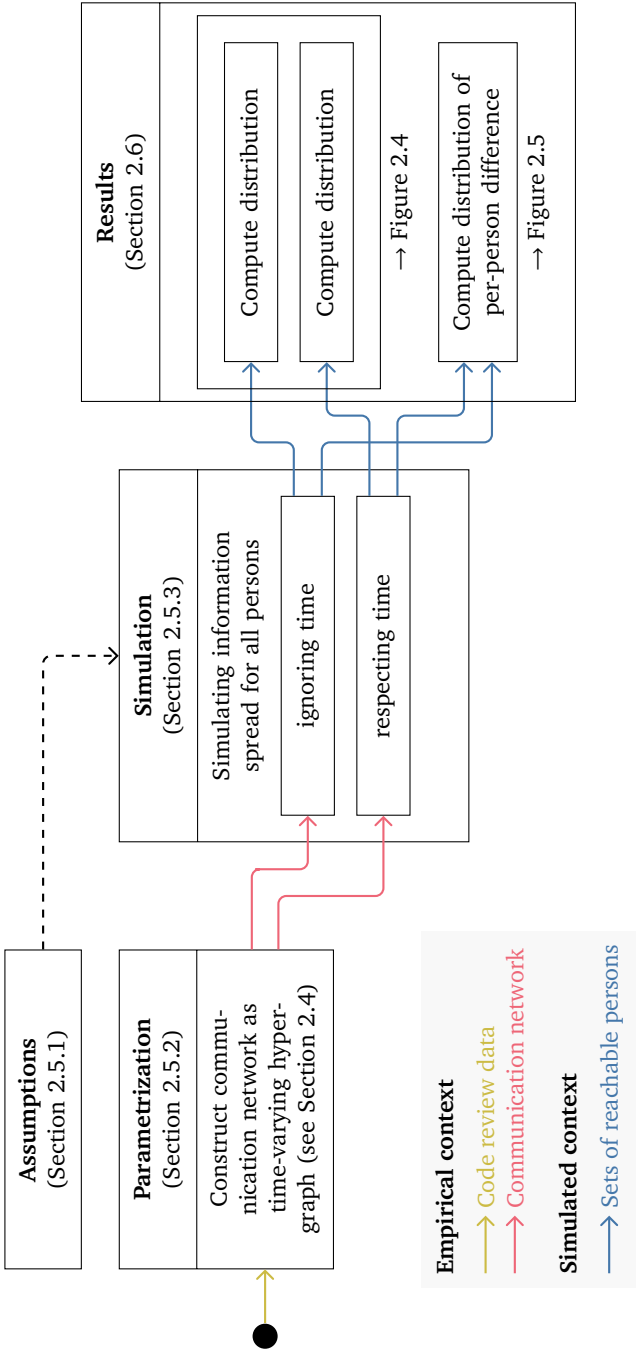 Assumptions
(Section 2.5.1)
Parametrization
(Section 2.5.2)
Construct commu-
nication network as
time-varying hyper-
graph (see Section 2.4)
Simulation
(Section 2.5.3)
Simulating information
spread for all persons
ignoring time
respecting time
Results
(Section 2.6)
Compute distribution
Compute distribution
→ Figure 2.4
Compute distribution of
per-person difference
→ Figure 2.5
Empirical context
Code review data
Communication network
Simulated context
Sets of reachable persons